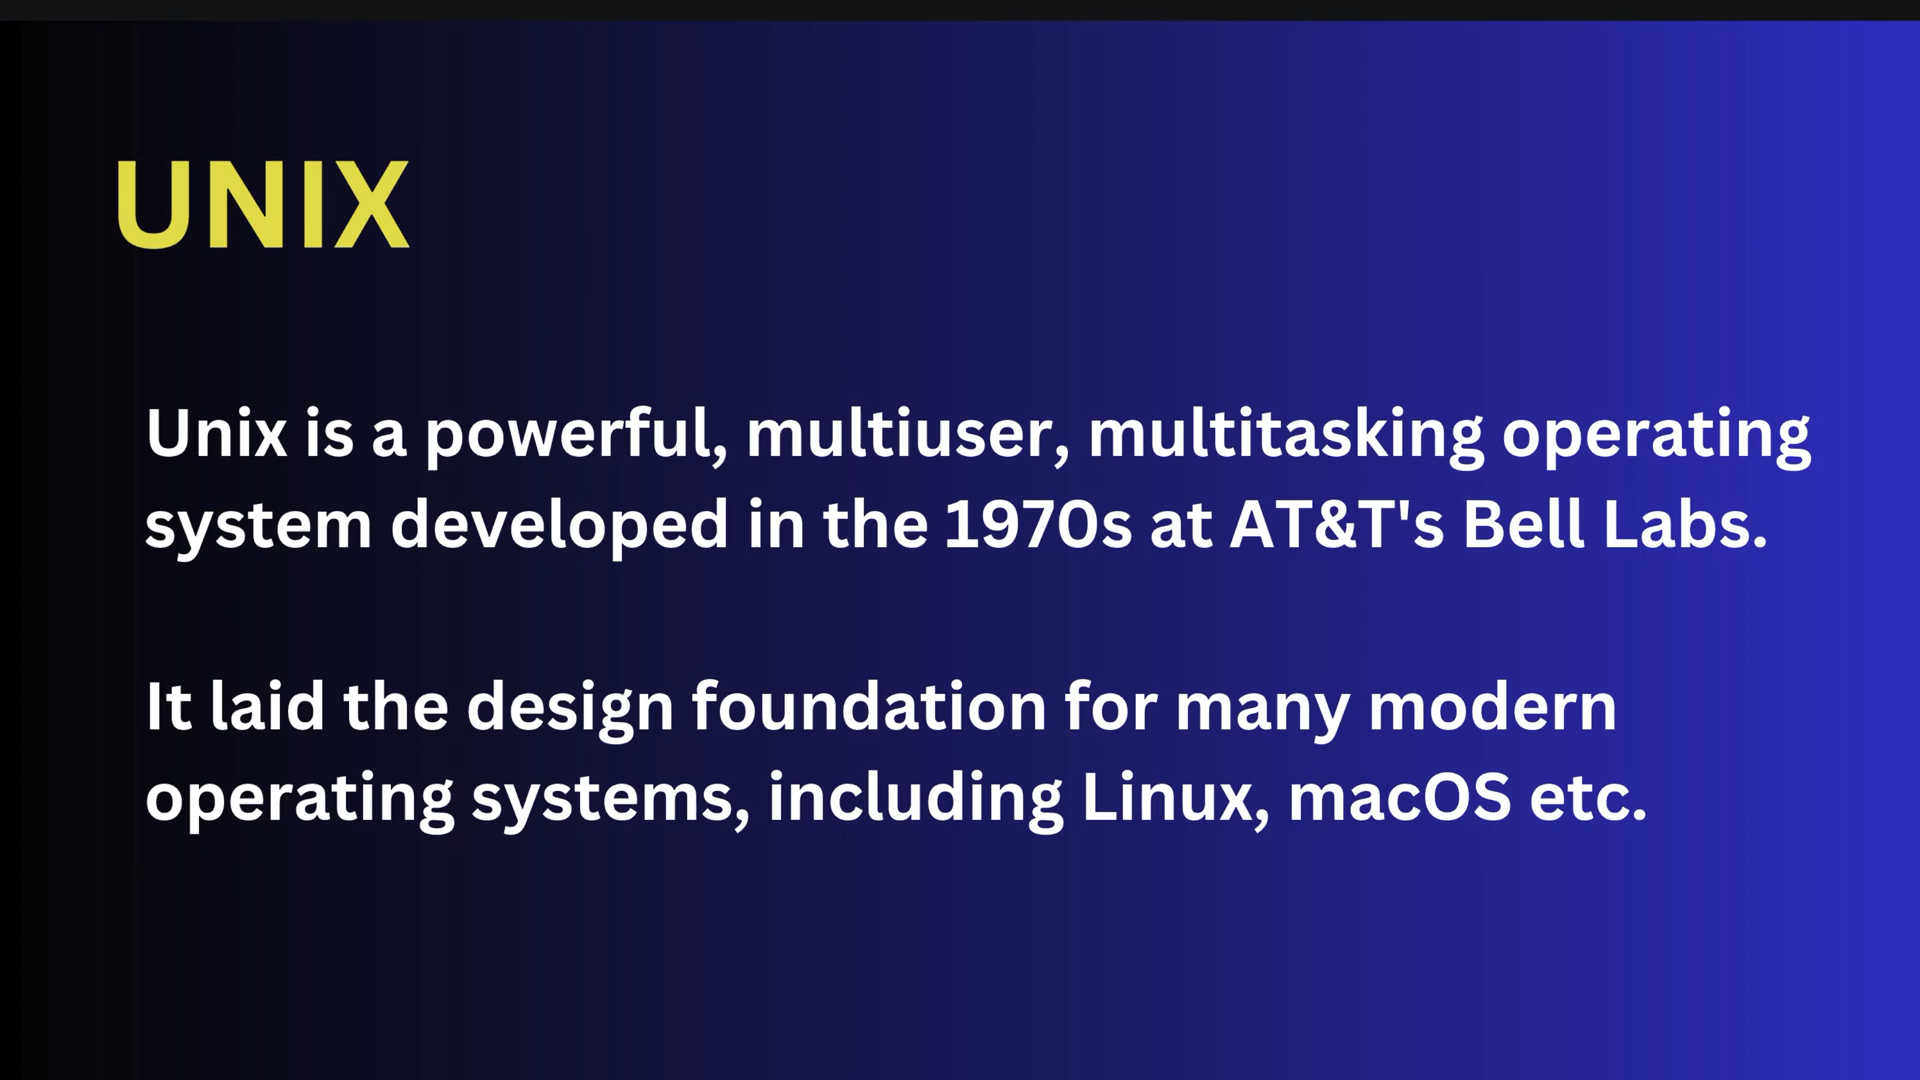 UNIX
Unix is a powerful, multiuser, multitasking operating
system developed in the 1970s at AT&T's Bell Labs.
It laid the design foundation for many modern
operating systems, including Linux, macOS etc.